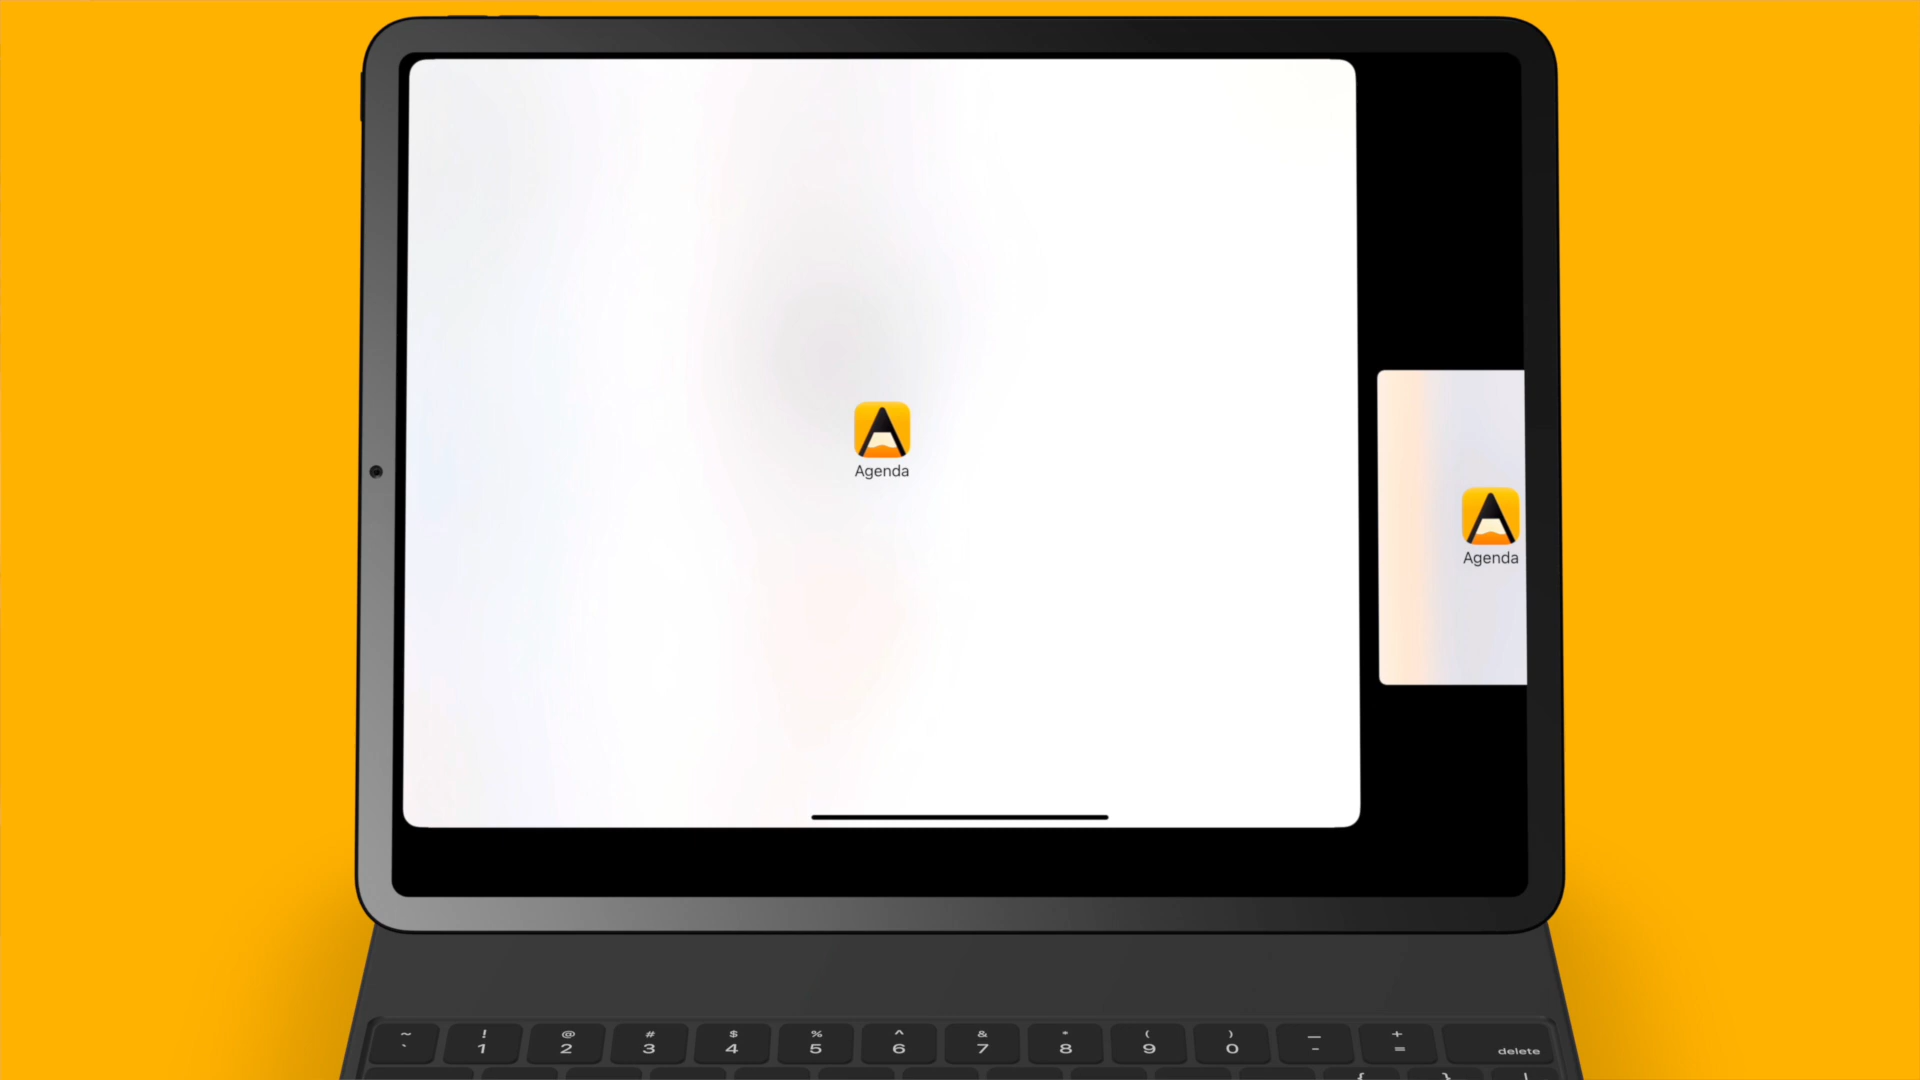 Agenda
Agenda
~ ! @ # $ % ^ & * ( ) — +
` 1 2 3 4 5 6 7 8 9 0 - =
delete
{ }